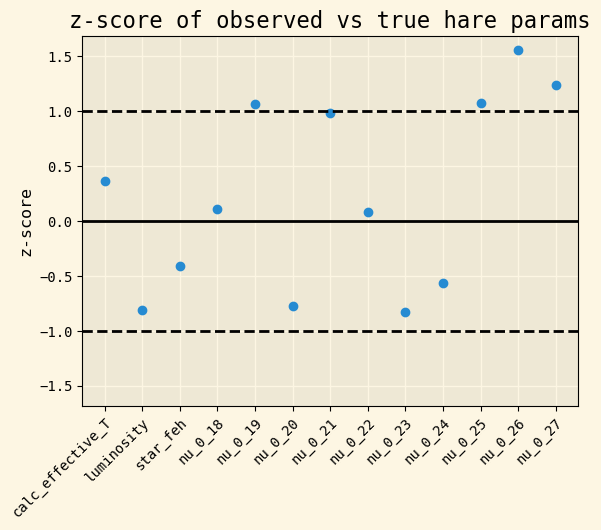 z-score of observed vs true hare params
z-score
1.5
1.0
0.5
0.0
−0.5
−1.0
−1.5
calc_effective_T
luminosity
star_feh
nu_0_18
nu_0_19
nu_0_20
nu_0_21
nu_0_22
nu_0_23
nu_0_24
nu_0_25
nu_0_26
nu_0_27